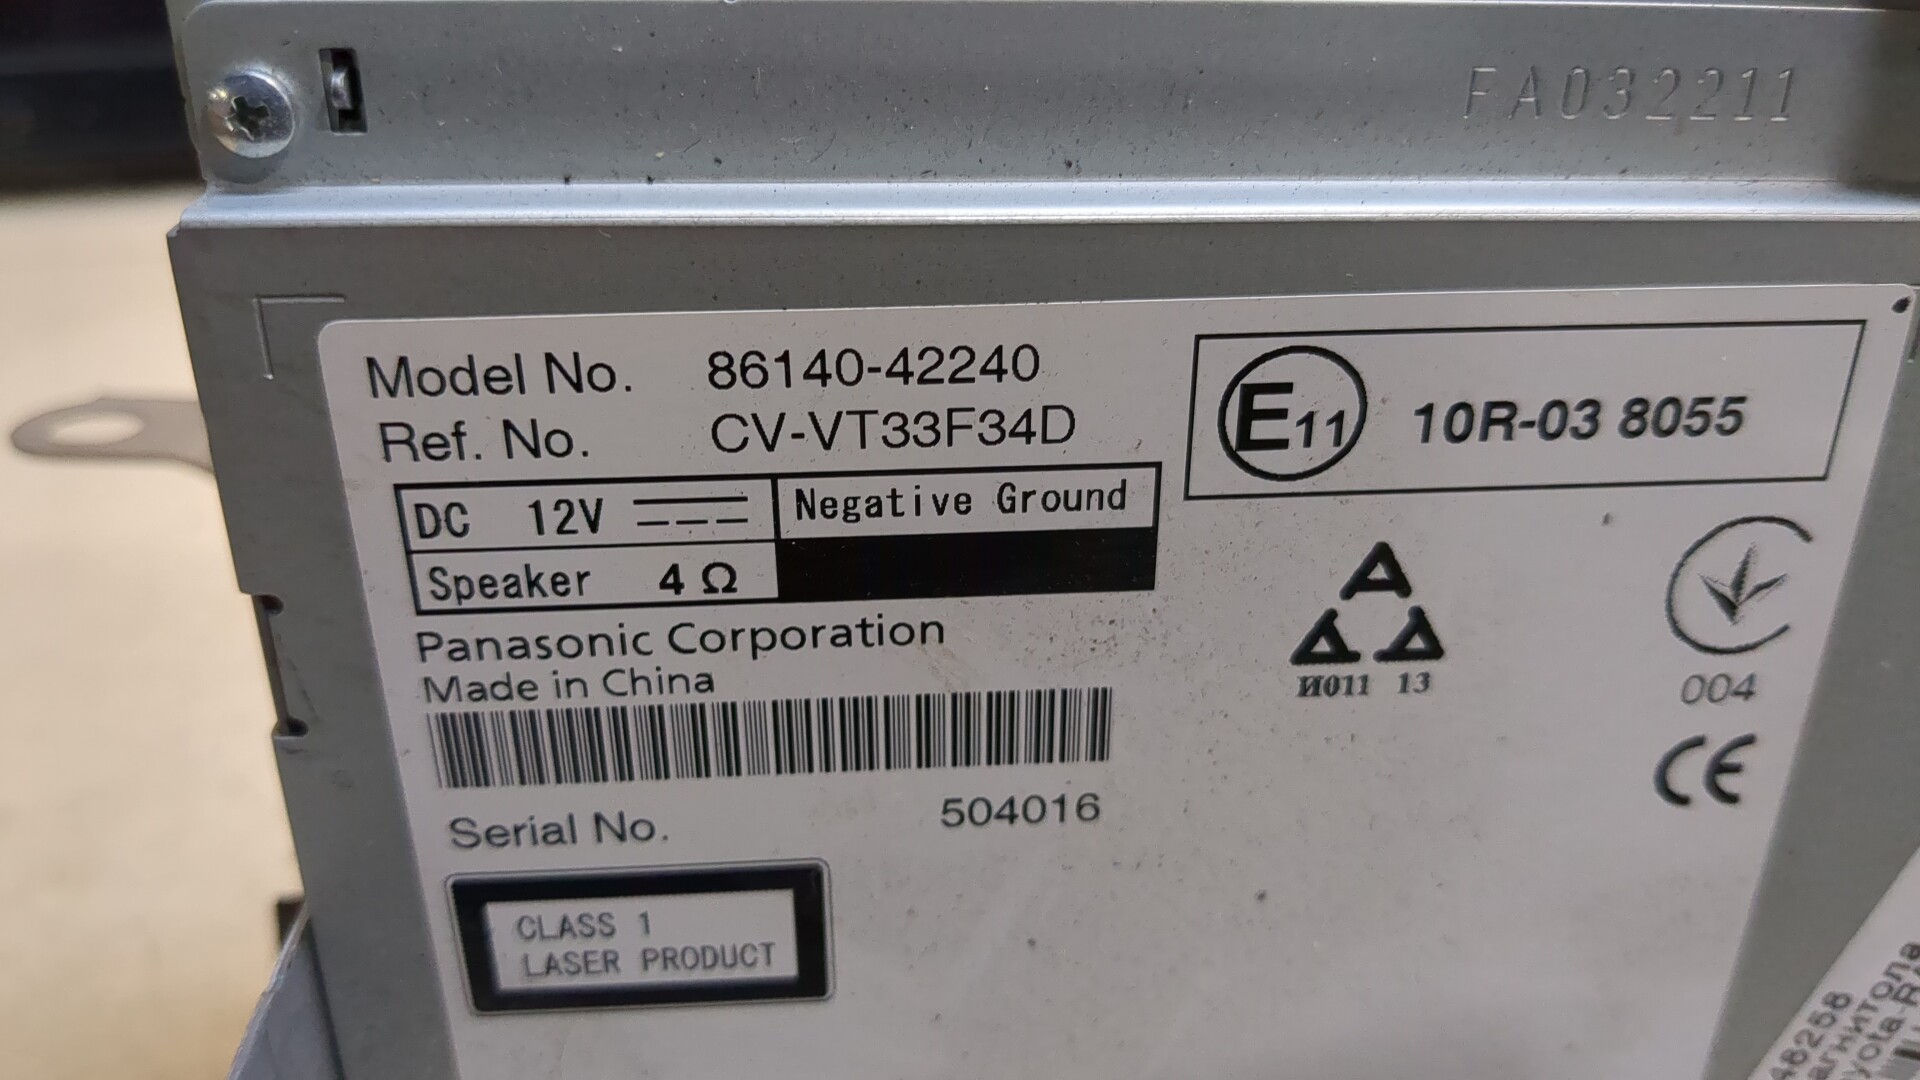 FA032211
Model No. 86140-42240
Ref. No. CV-VT33F34D
E11 10R-03 8055
DC 12V Negative Ground
Speaker 4 Ω
Panasonic Corporation
Made in China
И011 13
004
CE
Serial No. 504016
CLASS 1
LASER PRODUCT
46258